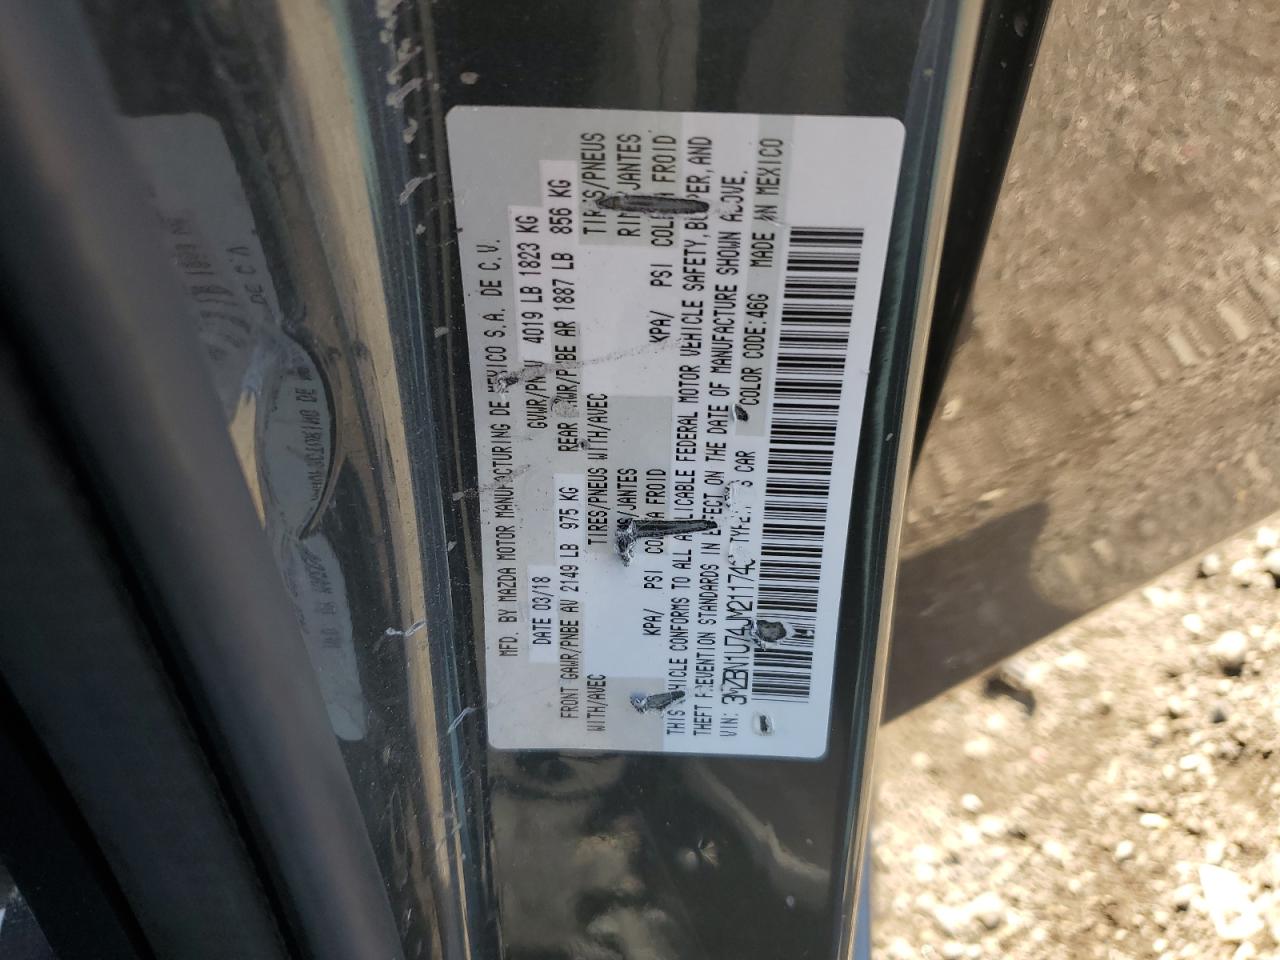 MFD. BY MAZDA MOTOR MANUFACTURING DE MEXICO S.A. DE C.V.
DATE 03/18 GVWR/PNBV 4019 LB 1823 KG
FRONT GAWR/PNBE AV 2149 LB 975 KG REAR GAWR/PNBE AR 1887 LB 856 KG
WITH/AVEC TIRES/PNEUS WITH/AVEC TIRES/PNEUS
JANTES RIMS/JANTES
KPA/ PSI COLD/A FROID KPA/ PSI COLD/A FROID
THIS VEHICLE CONFORMS TO ALL APPLICABLE FEDERAL MOTOR VEHICLE SAFETY, BUMPER, AND
THEFT PREVENTION STANDARDS IN EFFECT ON THE DATE OF MANUFACTURE SHOWN ABOVE.
VIN: TYPE: CAR COLOR CODE:46G MADE IN MEXICO